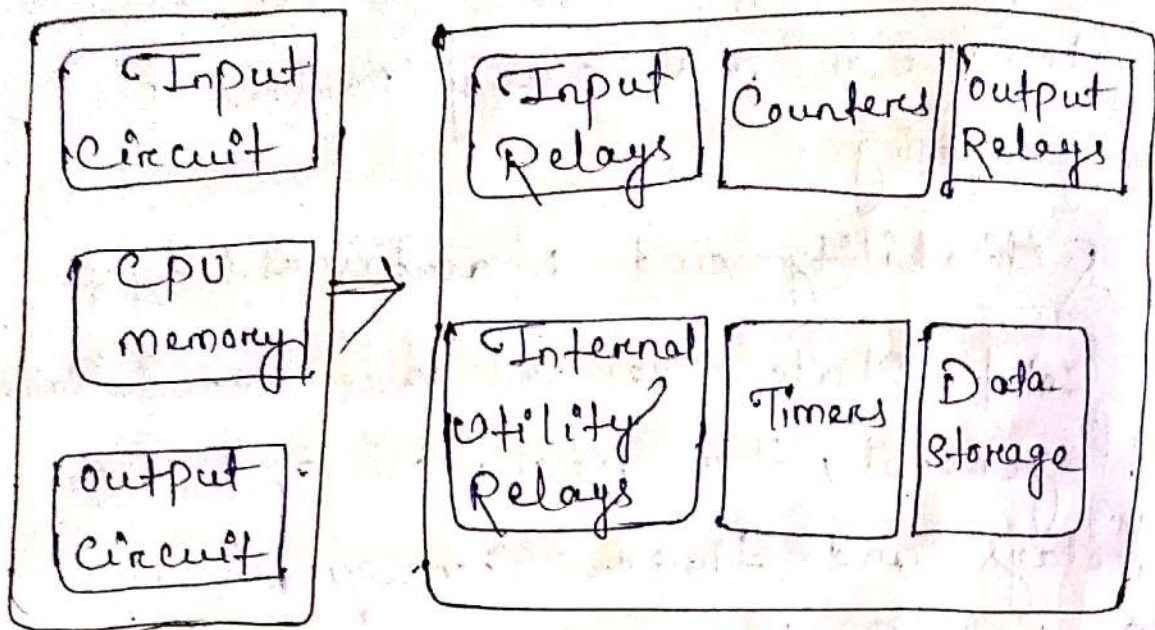 Input
Circuit
CPU
memory
output
circuit
Input
Relays
Counters
output
Relays
Internal
Utility
Relays
Timers
Data
Storage